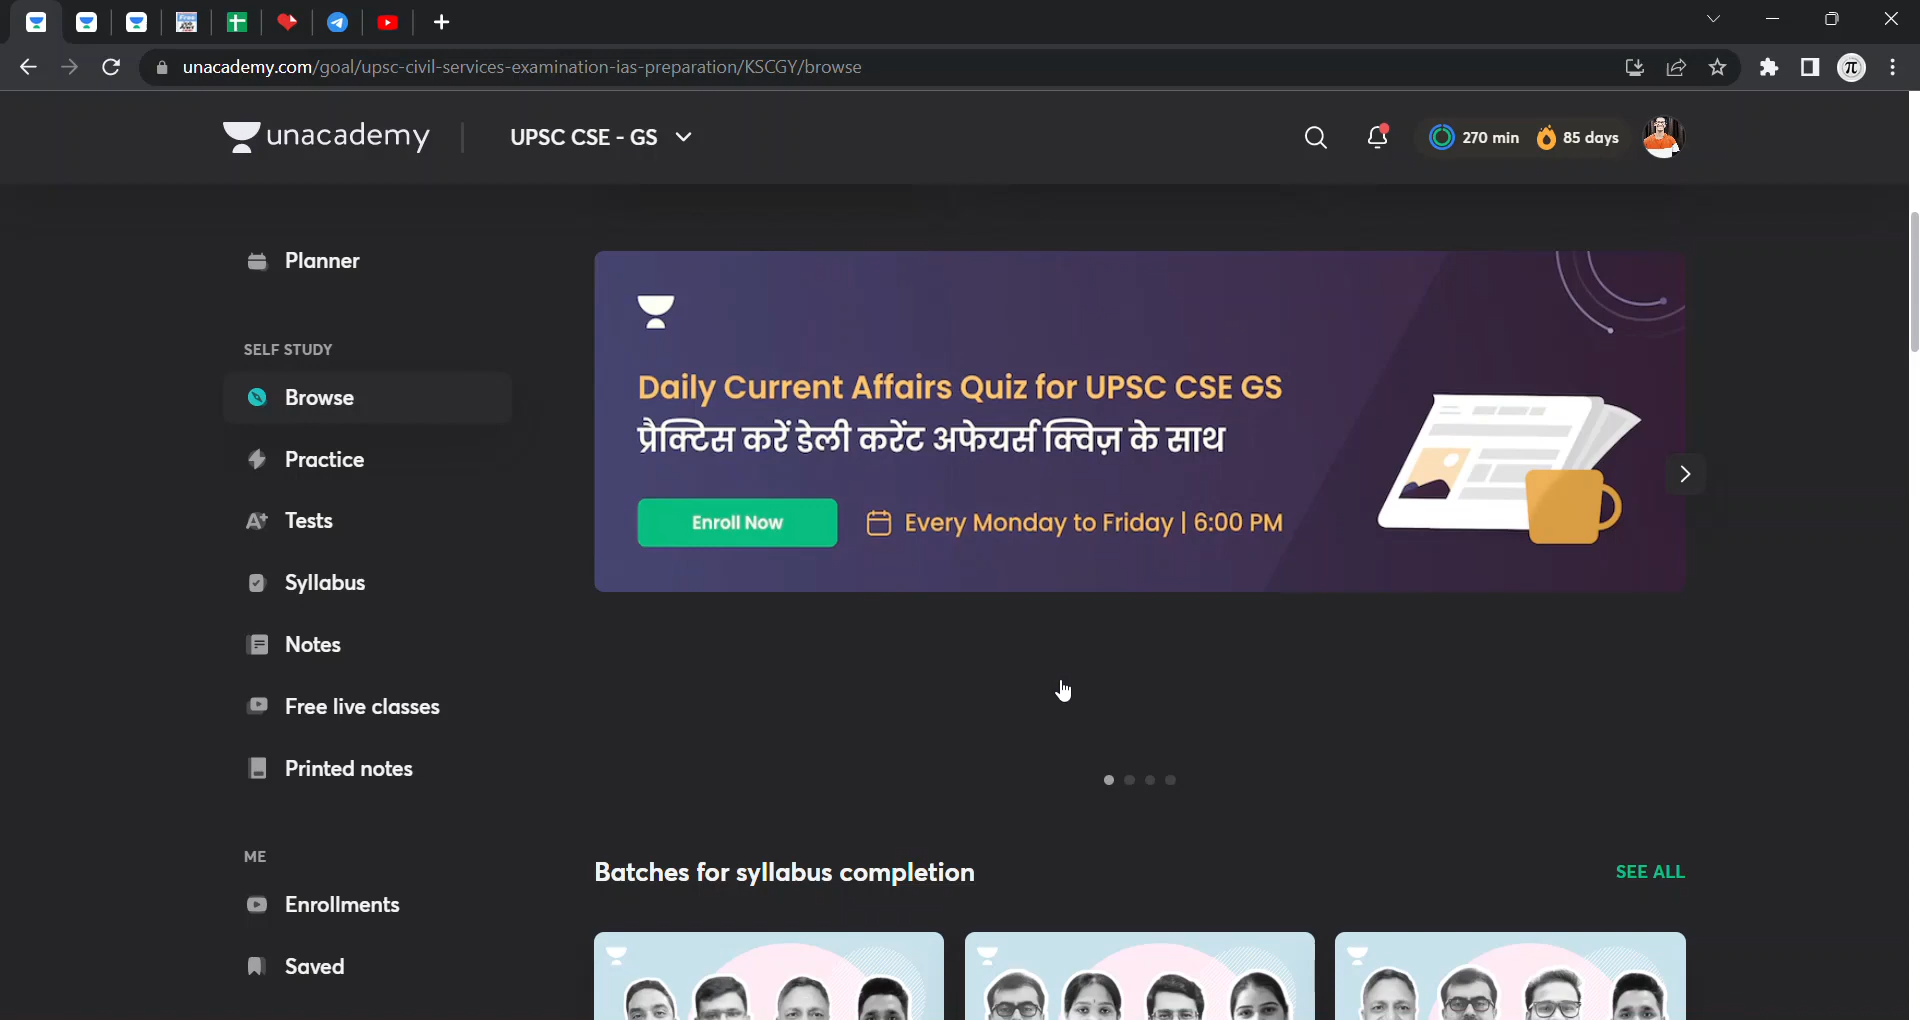 unacademy.com/goal/upsc-civil-services-examination-ias-preparation/KSCGY/browse
unacademy
UPSC CSE - GS
270 min
85 days
Planner
SELF STUDY
Browse
Practice
Tests
Syllabus
Notes
Free live classes
Printed notes
ME
Enrollments
Saved
Daily Current Affairs Quiz for UPSC CSE GS
प्रैक्टिस करें डेली करेंट अफेयर्स क्विज़ के साथ
Enroll Now
Every Monday to Friday | 6:00 PM
Batches for syllabus completion
SEE ALL